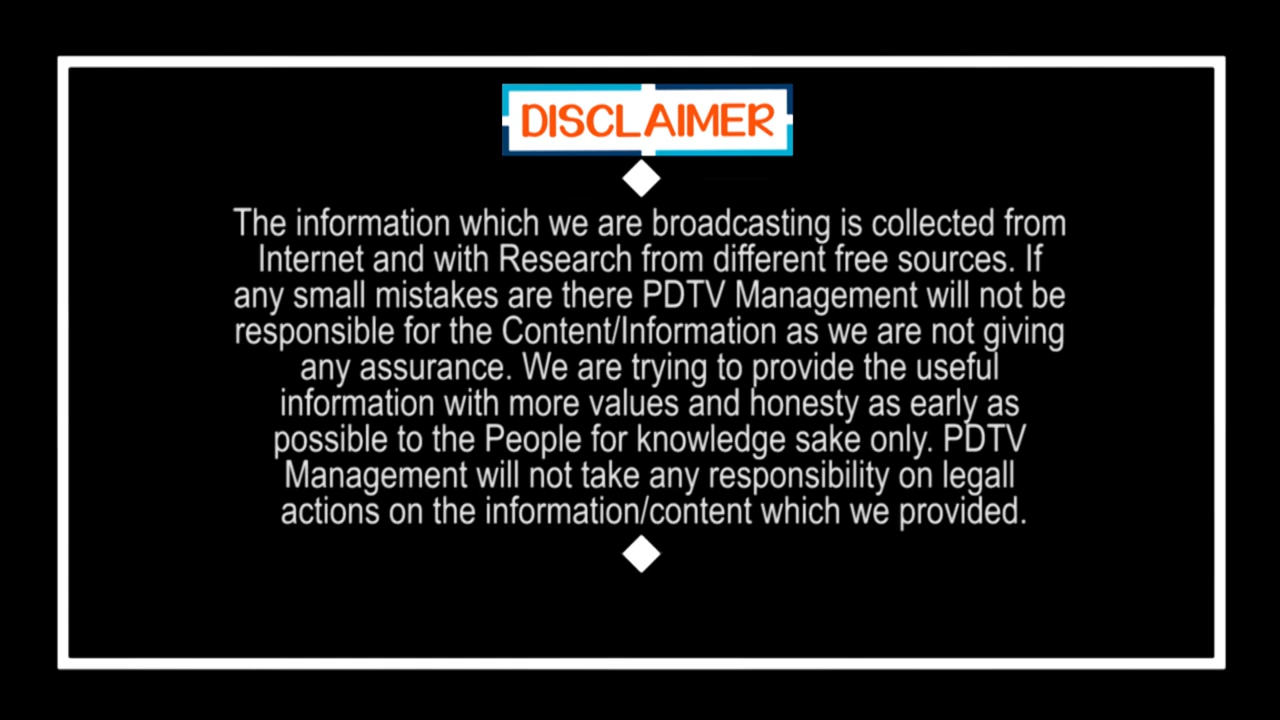 DISCLAIMER
The information which we are broadcasting is collected from
Internet and with Research from different free sources. If
any small mistakes are there PDTV Management will not be
responsible for the Content/Information as we are not giving
any assurance. We are trying to provide the useful
information with more values and honesty as early as
possible to the People for knowledge sake only. PDTV
Management will not take any responsibility on legall
actions on the information/content which we provided.